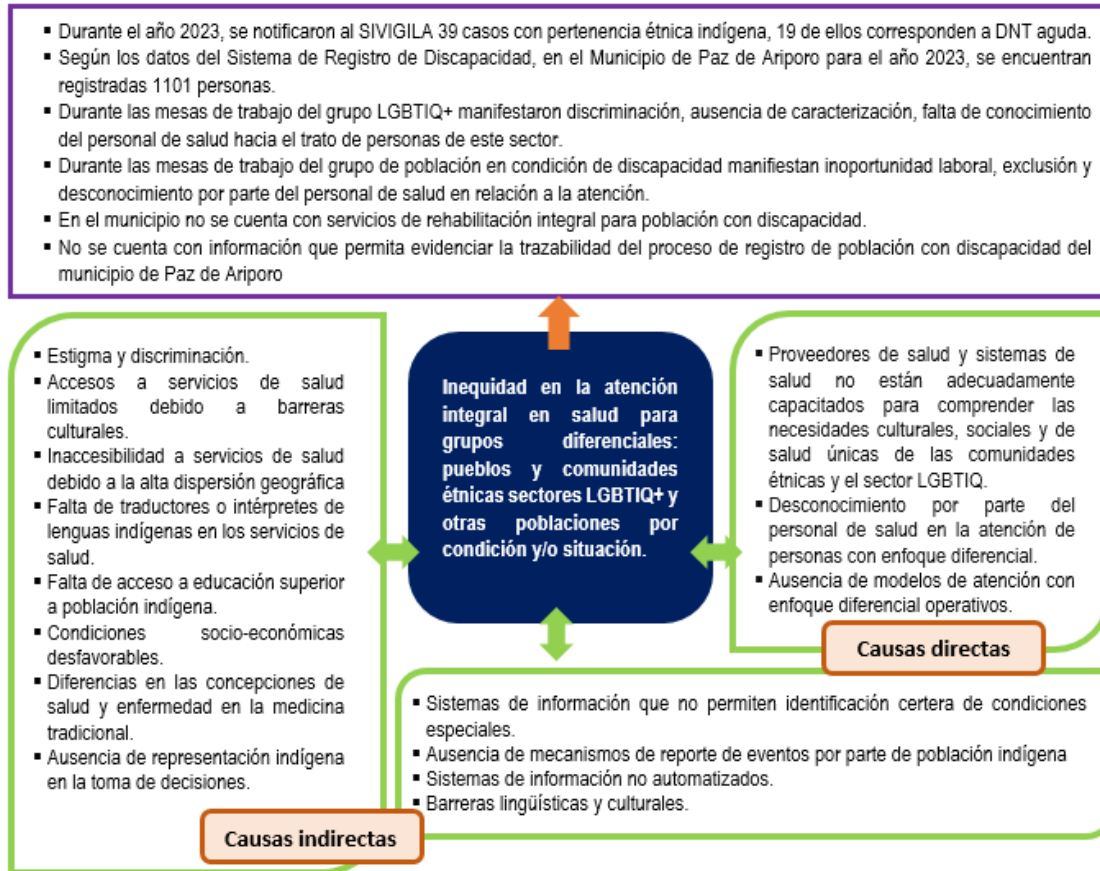 ▪ Durante el año 2023, se notificaron al SIVIGILA 39 casos con pertenencia étnica indígena, 19 de ellos corresponden a DNT aguda.
▪ Según los datos del Sistema de Registro de Discapacidad, en el Municipio de Paz de Ariporo para el año 2023, se encuentran
registradas 1101 personas.
▪ Durante las mesas de trabajo del grupo LGBTIQ+ manifestaron discriminación, ausencia de caracterización, falta de conocimiento
del personal de salud hacia el trato de personas de este sector.
▪ Durante las mesas de trabajo del grupo de población en condición de discapacidad manifiestan inoportunidad laboral, exclusión y
desconocimiento por parte del personal de salud en relación a la atención.
▪ En el municipio no se cuenta con servicios de rehabilitación integral para población con discapacidad.
▪ No se cuenta con información que permita evidenciar la trazabilidad del proceso de registro de población con discapacidad del
municipio de Paz de Ariporo
▪ Estigma y discriminación.
▪ Accesos a servicios de salud
limitados debido a barreras
culturales.
▪ Inaccesibilidad a servicios de salud
debido a la alta dispersión geográfica
▪ Falta de traductores o intérpretes de
lenguas indígenas en los servicios de
salud.
▪ Falta de acceso a educación superior
a población indígena.
▪ Condiciones socio-económicas
desfavorables.
▪ Diferencias en las concepciones de
salud y enfermedad en la medicina
tradicional.
▪ Ausencia de representación indígena
en la toma de decisiones.
Causas indirectas
Inequidad en la atención
integral en salud para
grupos diferenciales:
pueblos y comunidades
étnicas sectores LGBTIQ+ y
otras poblaciones por
condición y/o situación.
▪ Proveedores de salud y sistemas de
salud no están adecuadamente
capacitados para comprender las
necesidades culturales, sociales y de
salud únicas de las comunidades
étnicas y el sector LGBTIQ.
▪ Desconocimiento por parte del
personal de salud en la atención de
personas con enfoque diferencial.
▪ Ausencia de modelos de atención con
enfoque diferencial operativos.
Causas directas
▪ Sistemas de información que no permiten identificación certera de condiciones
especiales.
▪ Ausencia de mecanismos de reporte de eventos por parte de población indígena
▪ Sistemas de información no automatizados.
▪ Barreras lingüísticas y culturales.